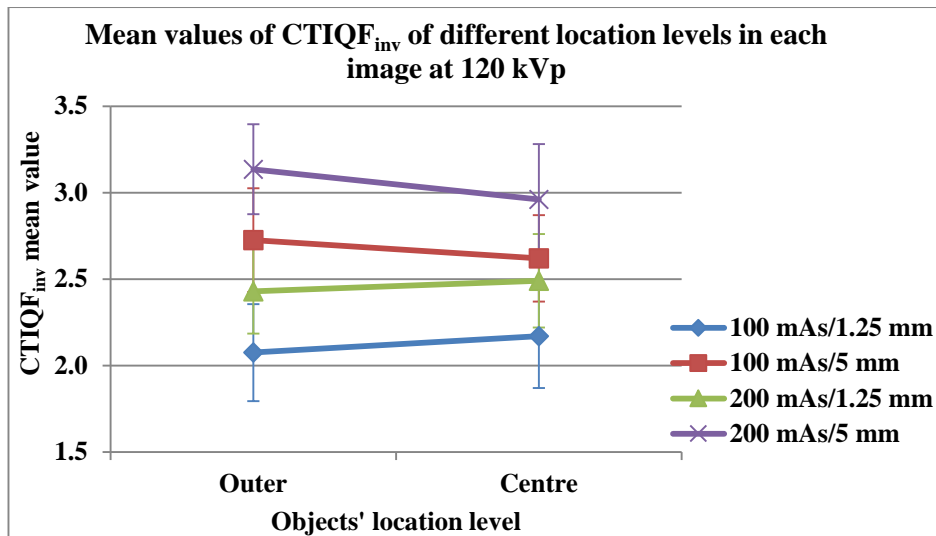 Mean values of CTIQFinv of different location levels in each
image at 120 kVp
CTIQFinv mean value
3.5
3.0
2.5
2.0
1.5
Outer
Centre
Objects' location level
100 mAs/1.25 mm
100 mAs/5 mm
200 mAs/1.25 mm
200 mAs/5 mm